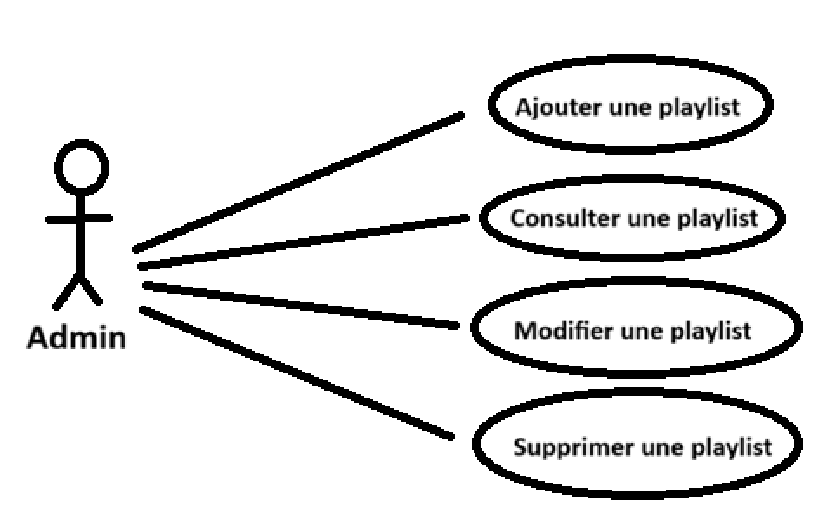 Ajouter une playlist
Consulter une playlist
Modifier une playlist
Admin
Supprimer une playlist